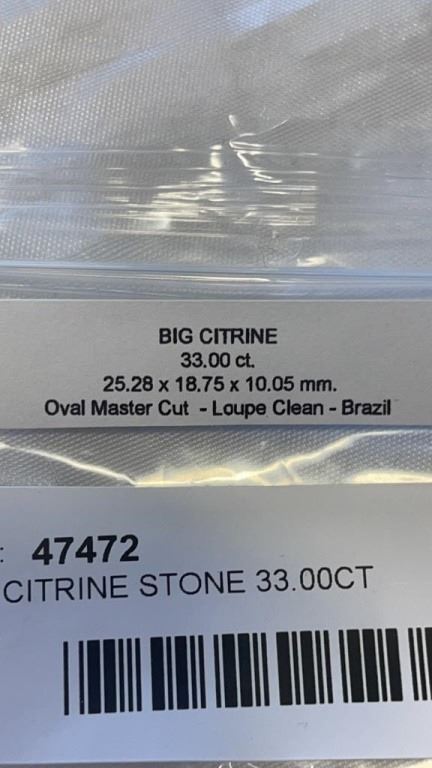 BIG CITRINE
33.00 ct.
25.28 x 18.75 x 10.05 mm.
Oval Master Cut - Loupe Clean - Brazil
: 47472
CITRINE STONE 33.00CT